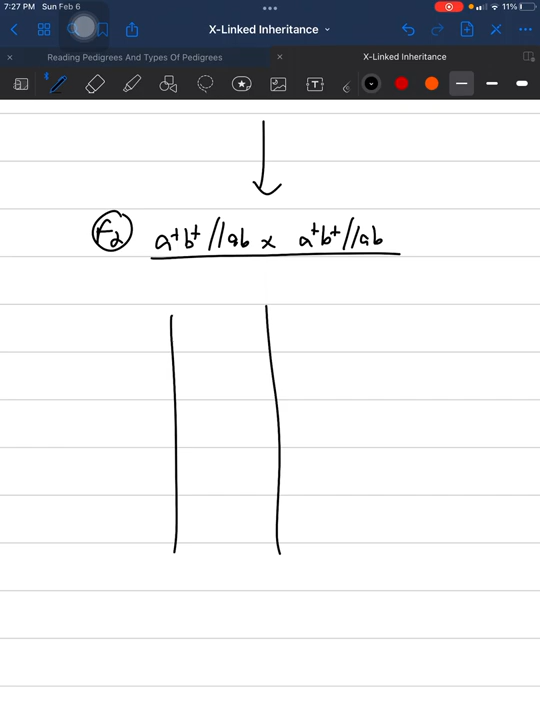 7:27 PM Sun Feb 6 11%
X-Linked Inheritance
Reading Pedigrees And Types Of Pedigrees X-Linked Inheritance
F2 a+b+//ab x a+b+//ab